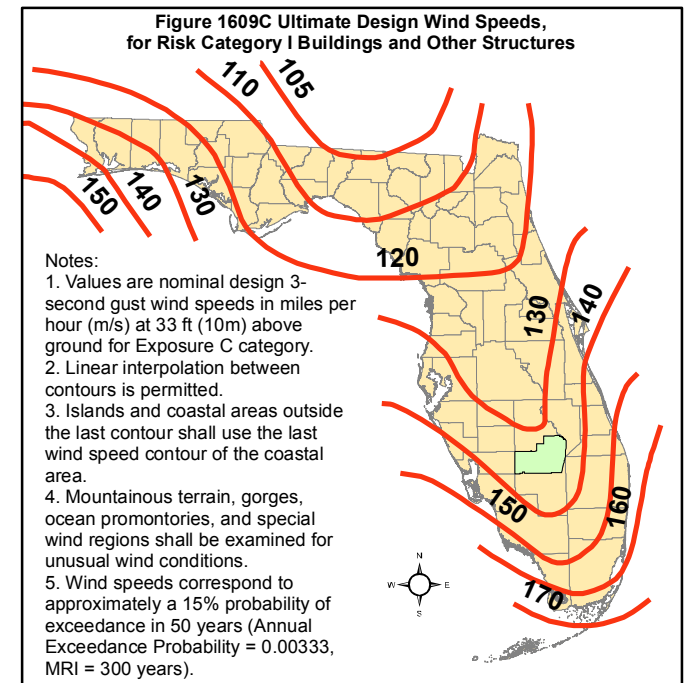 Figure 1609C Ultimate Design Wind Speeds,
for Risk Category I Buildings and Other Structures
105
110
150
140
130
120
130
140
150
160
170
Notes:
1. Values are nominal design 3-
second gust wind speeds in miles per
hour (m/s) at 33 ft (10m) above
ground for Exposure C category.
2. Linear interpolation between
contours is permitted.
3. Islands and coastal areas outside
the last contour shall use the last
wind speed contour of the coastal
area.
4. Mountainous terrain, gorges,
ocean promontories, and special
wind regions shall be examined for
unusual wind conditions.
5. Wind speeds correspond to
approximately a 15% probability of
exceedance in 50 years (Annual
Exceedance Probability = 0.00333,
MRI = 300 years).
N
W E
S